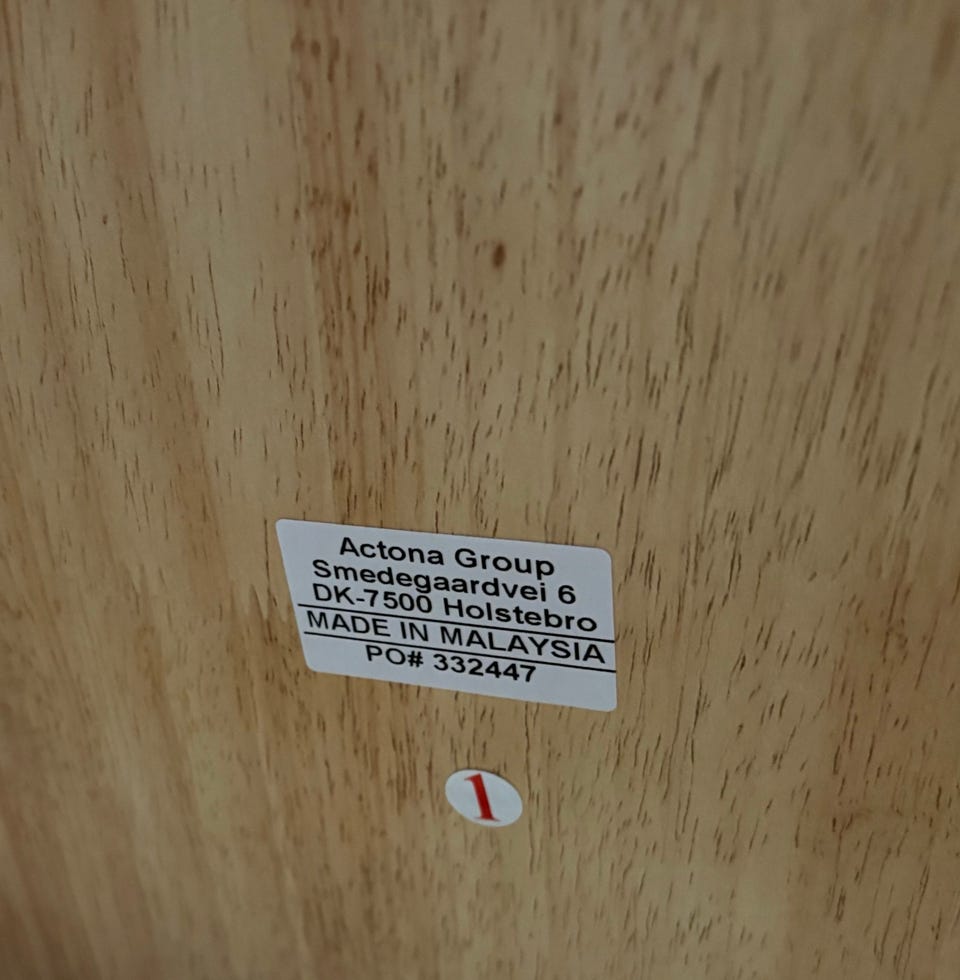 Actona Group
Smedegaardvei 6
DK-7500 Holstebro
MADE IN MALAYSIA
PO# 332447
1